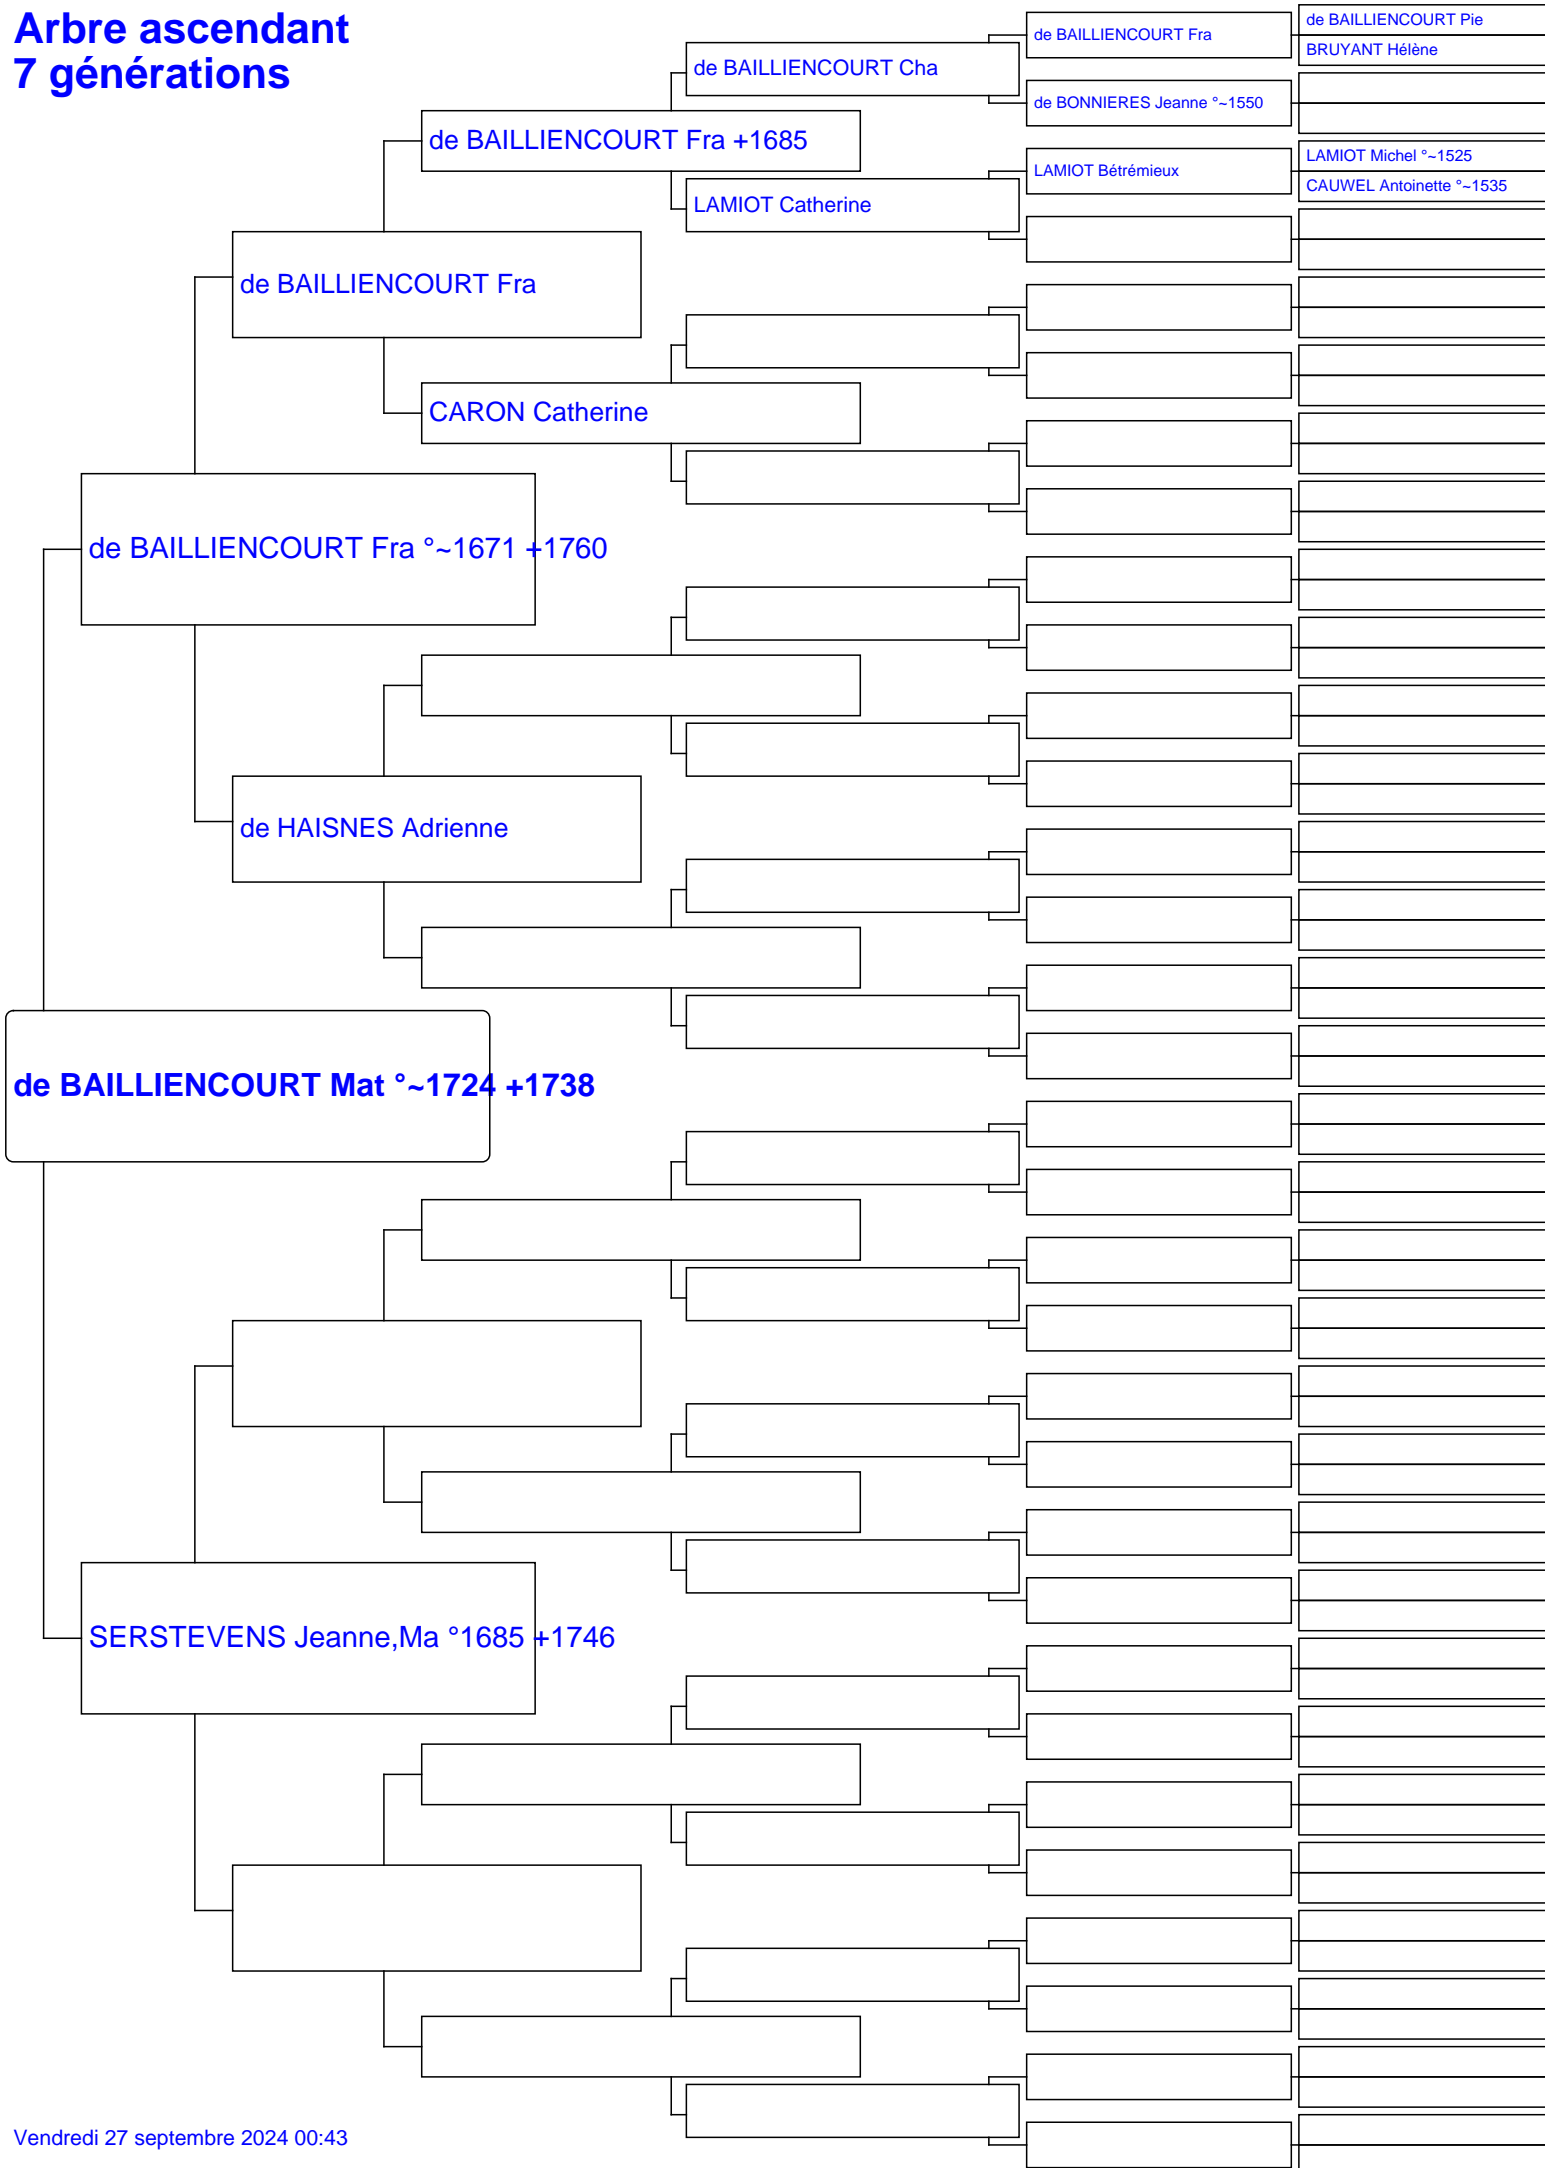 Arbre ascendant
7 générations
de BAILLIENCOURT Pie
de BAILLIENCOURT Fra
BRUYANT Hélène
de BAILLIENCOURT Cha
de BONNIERES Jeanne °~1550
de BAILLIENCOURT Fra +1685
LAMIOT Michel °~1525
LAMIOT Bétrémieux
CAUWEL Antoinette °~1535
LAMIOT Catherine
de BAILLIENCOURT Fra
CARON Catherine
de BAILLIENCOURT Fra °~1671 +1760
de HAISNES Adrienne
de BAILLIENCOURT Mat °~1724 +1738
SERSTEVENS Jeanne,Ma °1685 +1746
Vendredi 27 septembre 2024 00:43